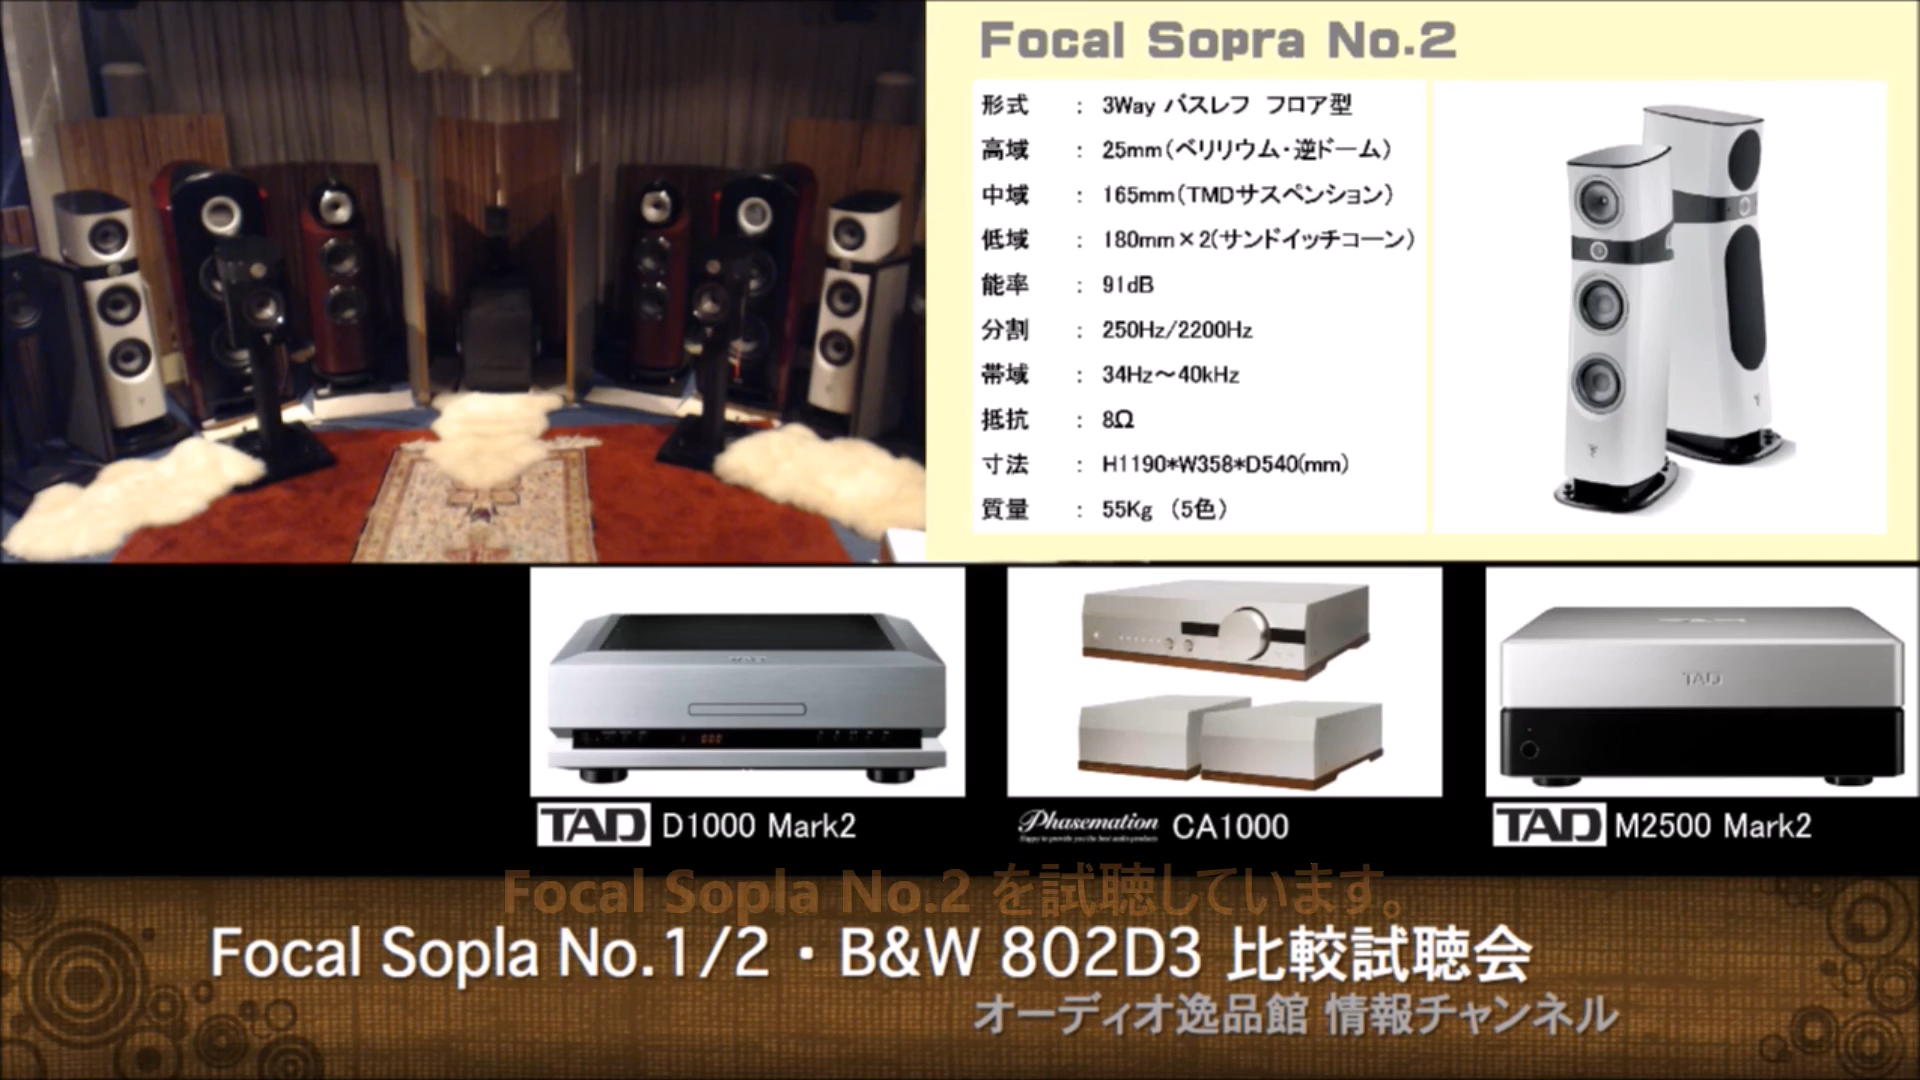 Focal Sopra No.2
形式 : 3Way バスレフ フロア型
高域 : 25mm(ベリリウム・逆ドーム)
中域 : 165mm(TMDサスペンション)
低域 : 180mm×2(サンドイッチコーン)
能率 : 91dB
分割 : 250Hz/2200Hz
帯域 : 34Hz～40kHz
抵抗 : 8Ω
寸法 : H1190*W358*D540(mm)
質量 : 55Kg (5色)
TAD
TAD D1000 Mark2
Phasemation CA1000
TAD M2500 Mark2
Focal Sopla No.2 を試聴しています。
Focal Sopla No.1/2・B&W 802D3 比較試聴会
オーディオ逸品館 情報チャンネル